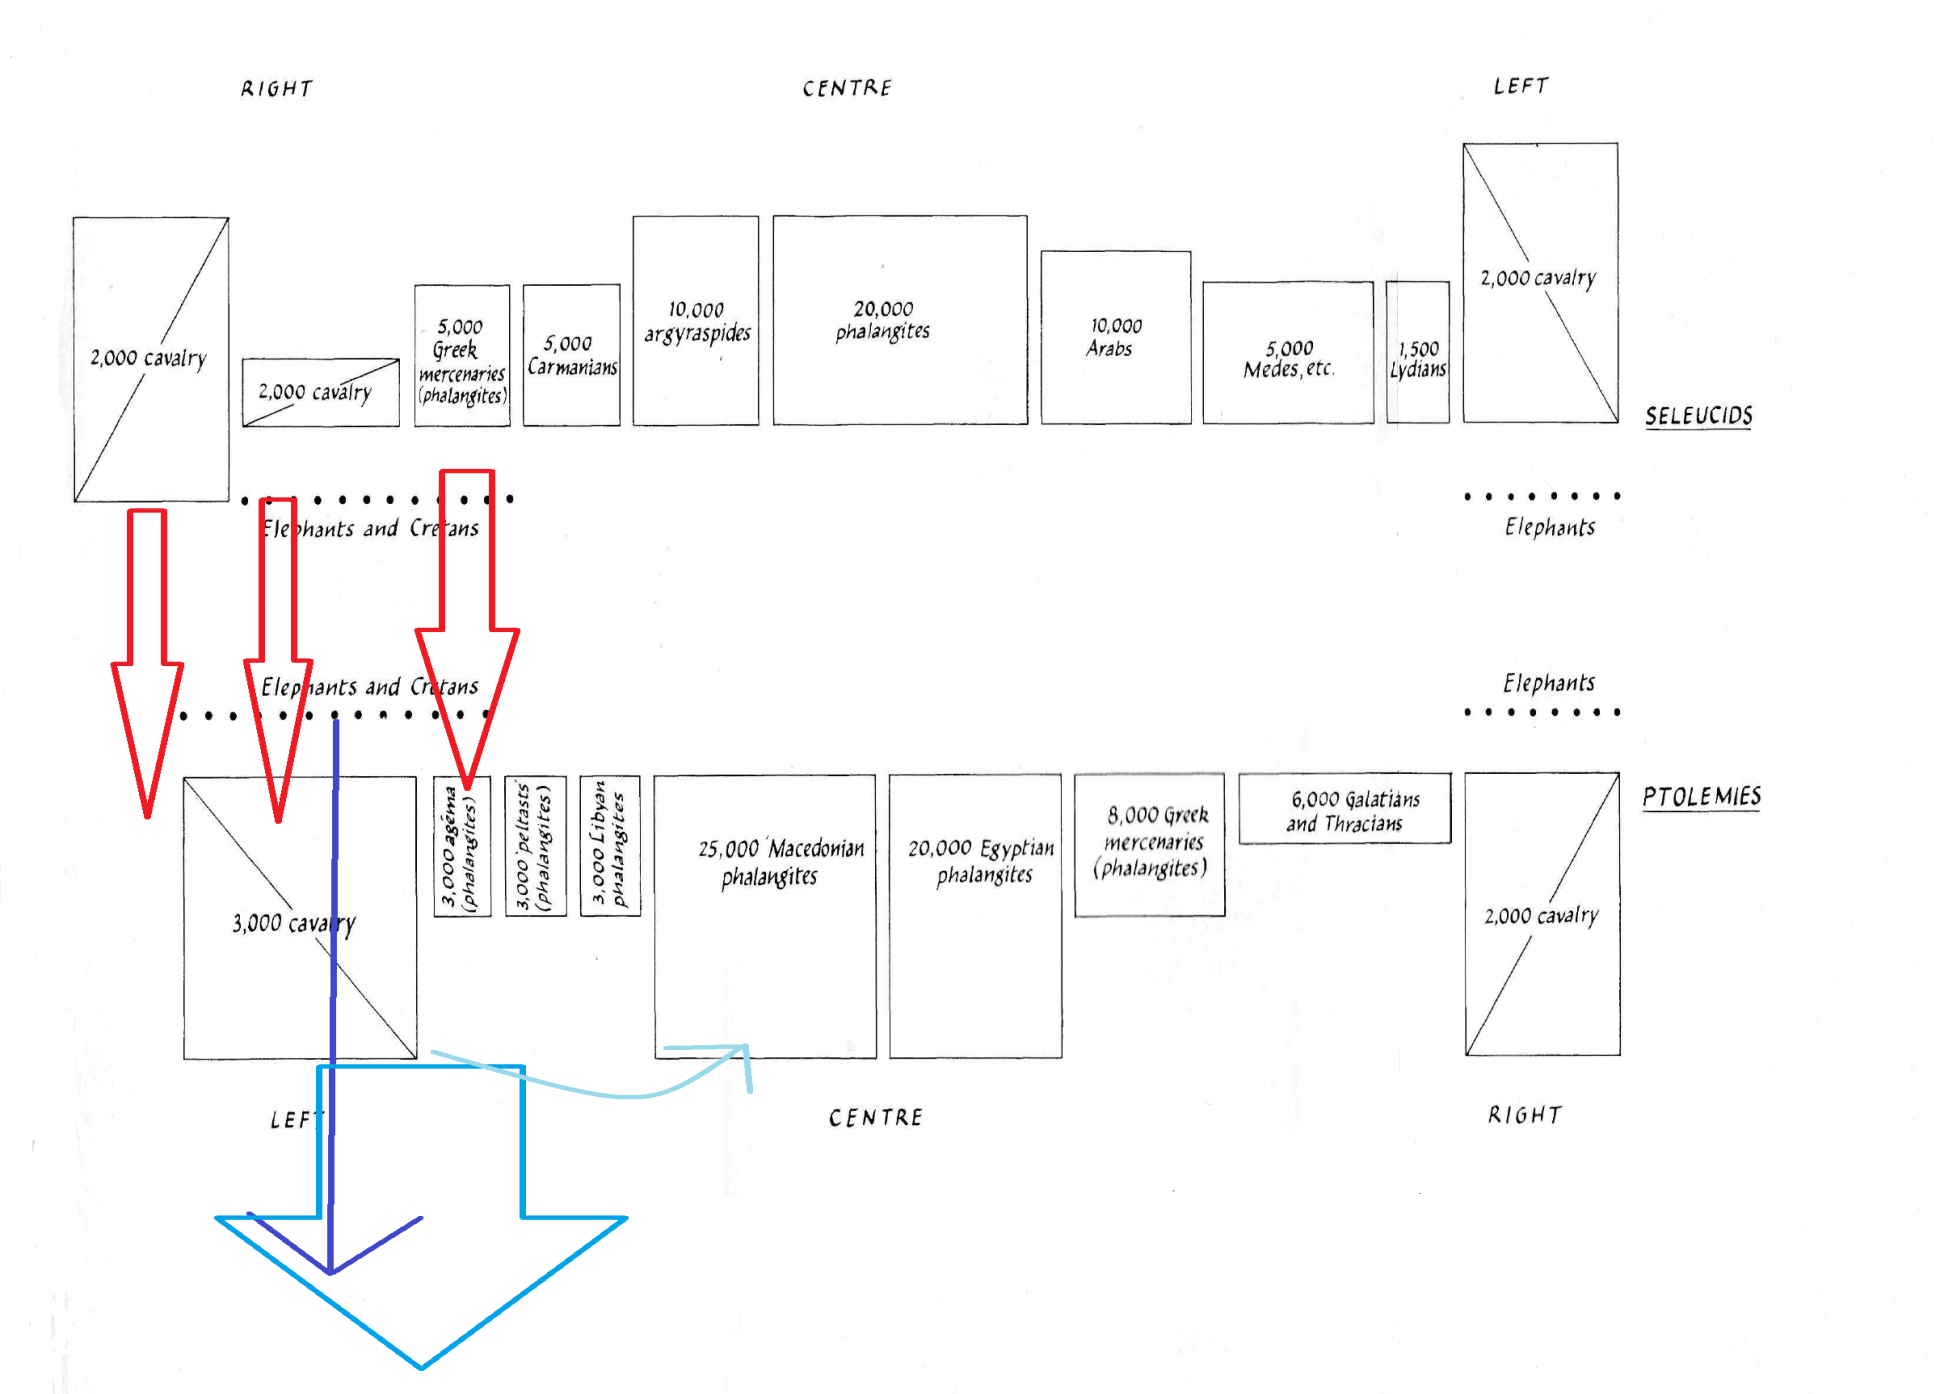 RIGHT
CENTRE
LEFT
2,000 cavalry
2,000 cavalry
5,000
Greek
mercenaries
(phalangites)
5,000
Carmanians
10,000
argyraspides
20,000
phalangites
10,000
Arabs
5,000
Medes, etc.
1,500
Lydians
2,000 cavalry
SELEUCIDS
Elephants and Cretans
Elephants
Elephants and Cretans
Elephants
3,000 cavalry
3,000 agema
(phalangites)
3,000 'peltasts'
(phalangites)
3,000 Libyan
phalangites
25,000 Macedonian
phalangites
20,000 Egyptian
phalangites
8,000 Greek
mercenaries
(phalangites)
6,000 Galatians
and Thracians
2,000 cavalry
PTOLEMIES
LEFT
CENTRE
RIGHT